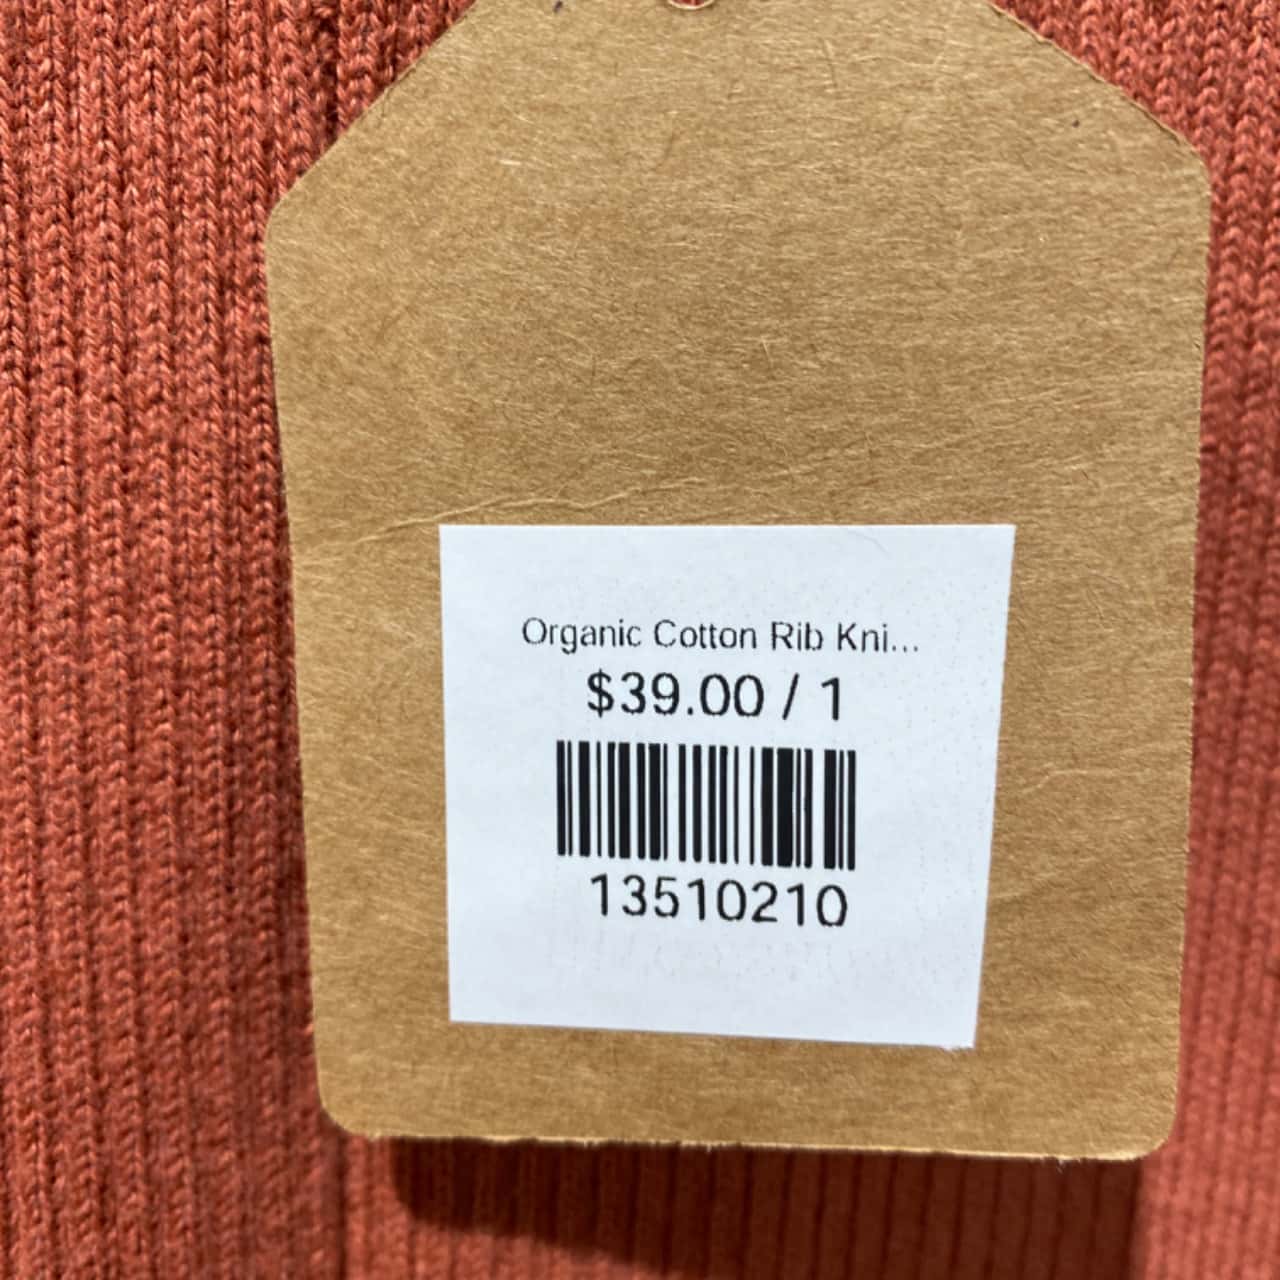 Organic Cotton Rib Kni...
$39.00 / 1
13510210